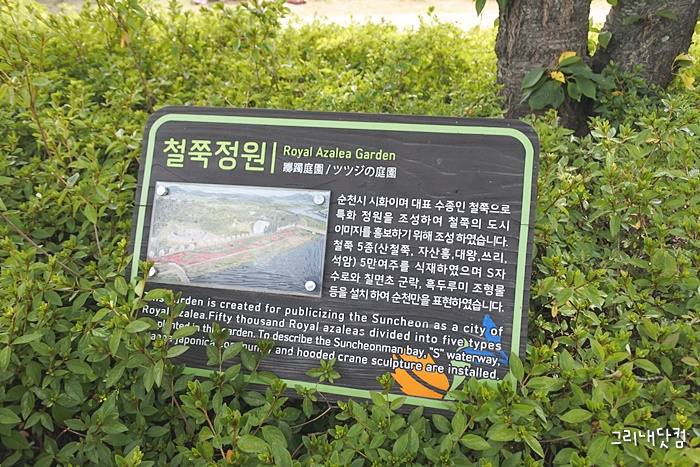 철쭉정원
Royal Azalea Garden
躑躅庭園 / ツツジの庭園
순천시 시화이며 대표 수종인 철쭉으로
특화 정원을 조성하여 철쭉의 도시
이미지를 홍보하기 위해 조성 하였습니다.
철쭉 5종(산철쭉, 자산홍,대왕,쓰리,
석암) 5만여주를 식재하였으며 S자
수로와 칠면초 군락, 흑두루미 조형물
등을 설치 하여 순천만을 표현하였습니다.
garden is created for publicizing the Suncheon as a city of
Royal azalea.Fifty thousand Royal azaleas divided into five types
planted in this garden. To describe the Suncheonman bay, "S" waterway,
japonica and hooded crane sculpture are installed.
그리내닷컴